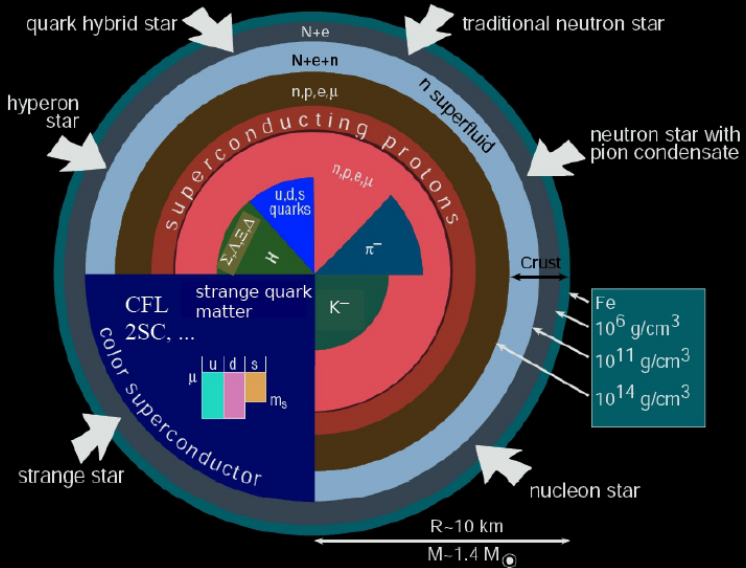 quark hybrid star
traditional neutron star
N+e
N+e+n
n,p,e,μ
n superfluid
hyperon
star
neutron star with
pion condensate
superconducting protons
n,p,e,μ
u,d,s
quarks
Σ,Λ,Ξ,Δ
H
π⁻
Crust
strange quark
matter
K⁻
CFL
2SC, ...
color superconductor
u d s
μ
mₛ
Fe
10⁶ g/cm³
10¹¹ g/cm³
10¹⁴ g/cm³
strange star
nucleon star
R~10 km
M~1.4 M☉